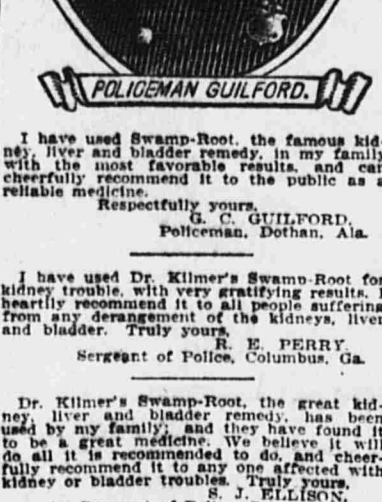 POLICEMAN GUILFORD.
I have used Swamp-Root, the famous kid-
ney, liver and bladder remedy, in my family
with the most favorable results, and can
cheerfully recommend it to the public as a
reliable medicine.
Respectfully yours,
G. C. GUILFORD,
Policeman, Dothan, Ala.
I have used Dr. Kilmer's Swamp-Root for
kidney trouble, with very gratifying results. I
heartily recommend it to all people suffering
from any derangement of the kidneys, liver
and bladder. Truly yours,
R. E. PERRY,
Sergeant of Police, Columbus, Ga.
Dr. Kilmer's Swamp-Root, the great kid-
ney, liver and bladder remedy, has been
used by my family; and they have found it
to be a great medicine. We believe it will
do all it is recommended to do, and cheer-
fully recommend it to any one affected with
kidney or bladder troubles. Truly yours,
S. J. ELLISON,